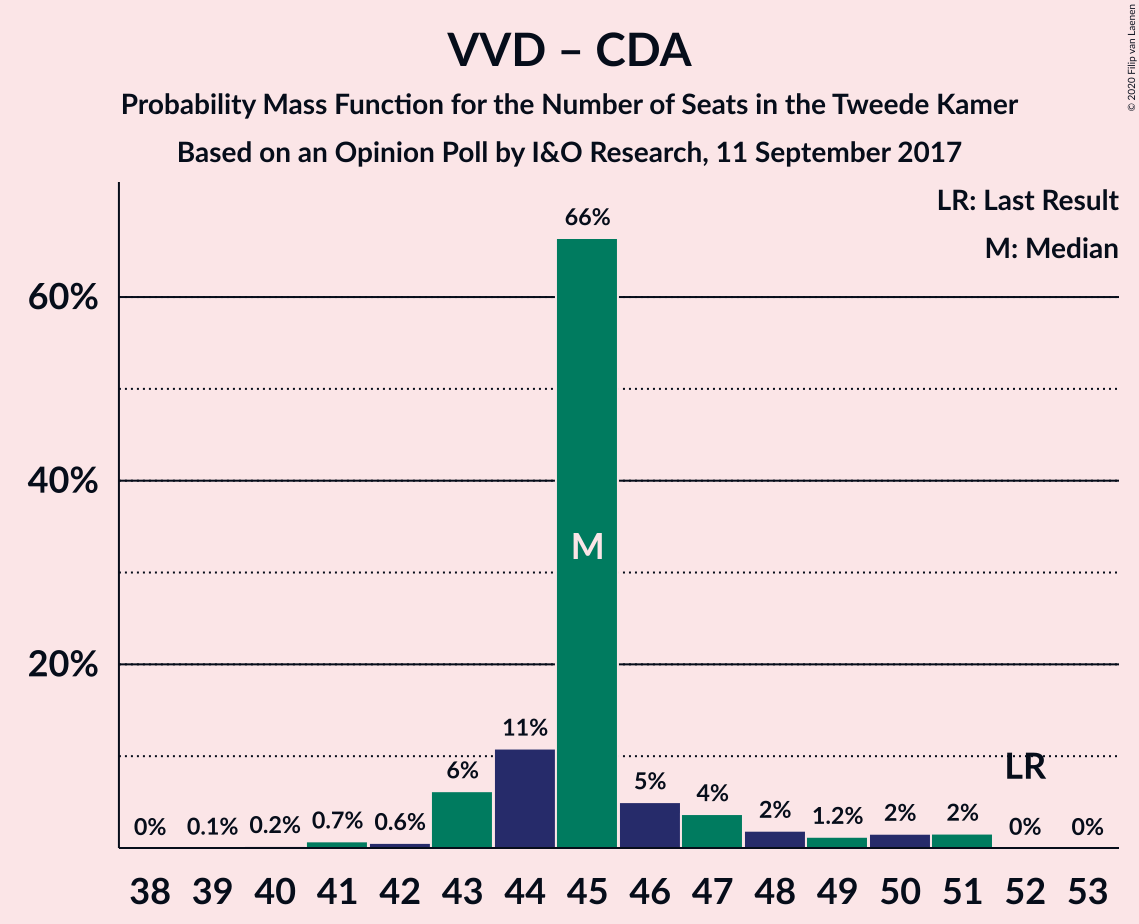 VVD – CDA
Probability Mass Function for the Number of Seats in the Tweede Kamer
Based on an Opinion Poll by I&O Research, 11 September 2017
© 2020 Filip van Laenen
LR: Last Result
M: Median
60%
40%
20%
0%
0.1%
0.2%
0.7%
0.6%
6%
11%
66%
M
5%
4%
2%
1.2%
2%
2%
LR
0%
0%
38 39 40 41 42 43 44 45 46 47 48 49 50 51 52 53